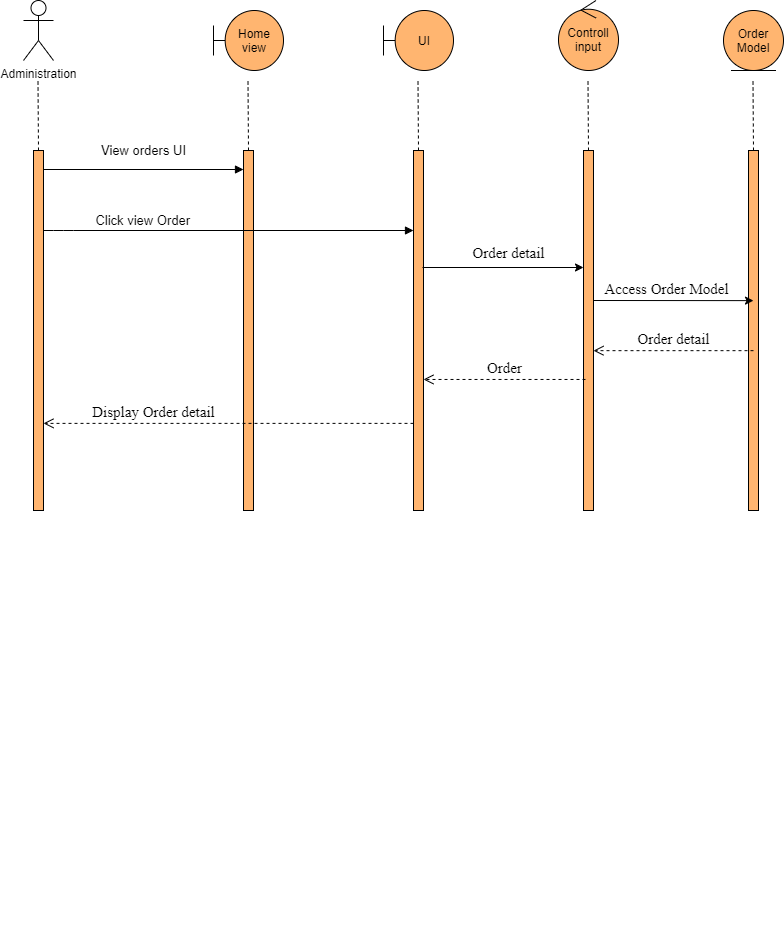 Administration
Home
view
UI
Controll
input
Order
Model
View orders UI
Click view Order
Order detail
Access Order Model
Order detail
Order
Display Order detail